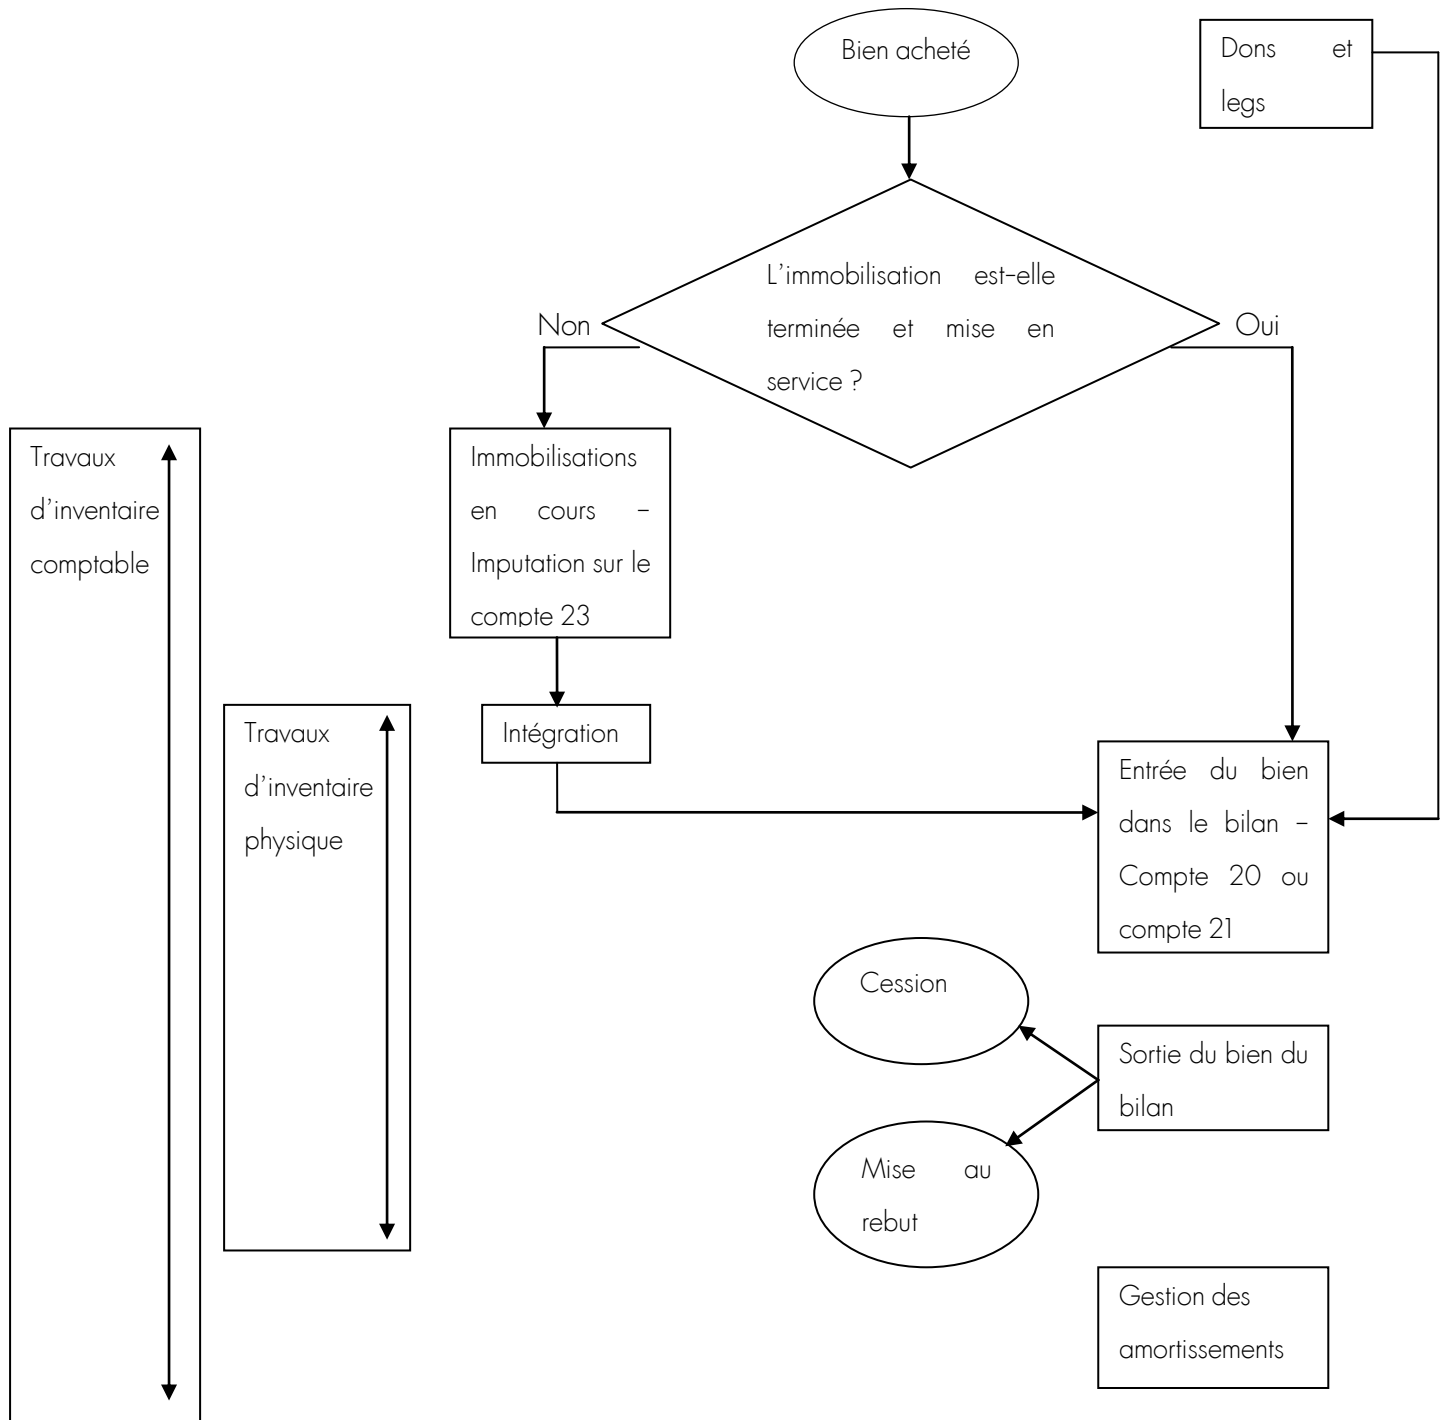 Bien acheté
Dons et
legs
L'immobilisation est-elle
terminée et mise en
service ?
Non
Oui
Travaux
d'inventaire
comptable
Immobilisations
en cours –
Imputation sur le
compte 23
Travaux
d'inventaire
physique
Intégration
Entrée du bien
dans le bilan –
Compte 20 ou
compte 21
Cession
Sortie du bien du
bilan
Mise au
rebut
Gestion des
amortissements